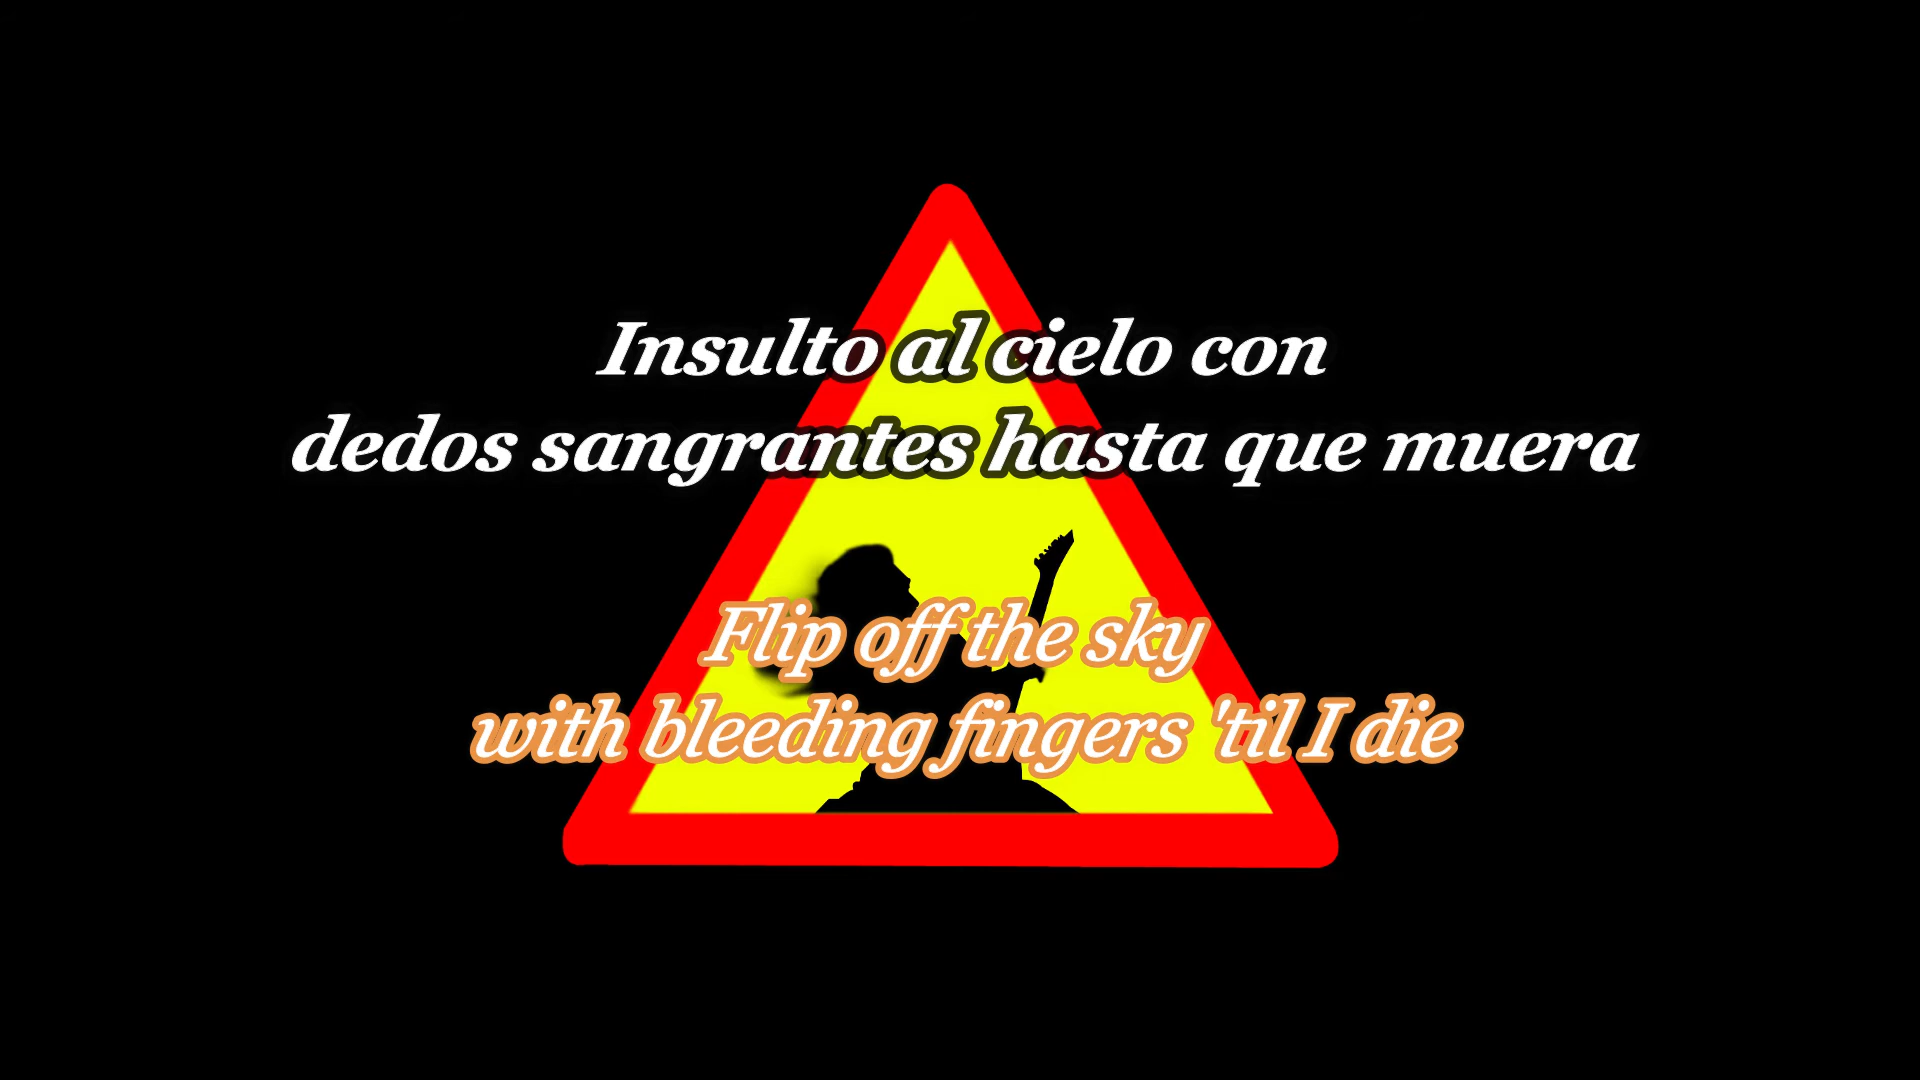 Insulto al cielo con
dedos sangrantes hasta que muera
Flip off the sky
with bleeding fingers 'til I die